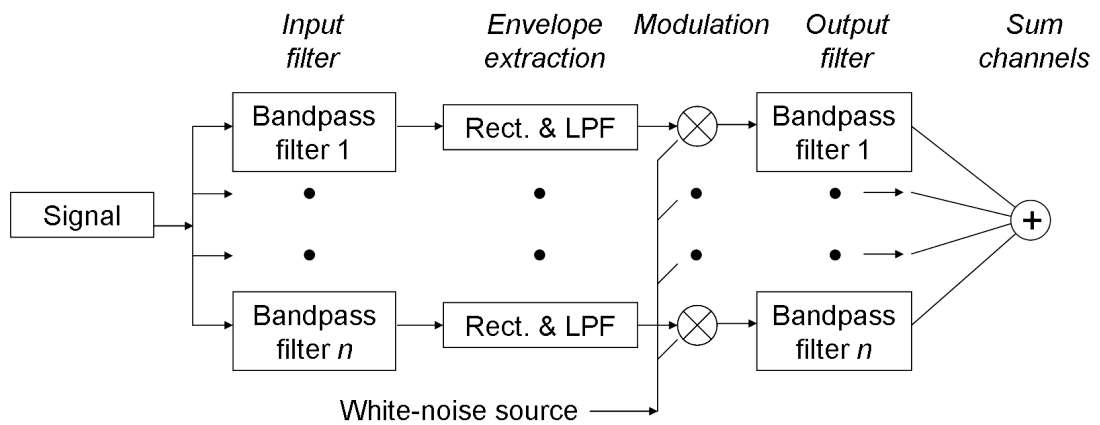 Input
filter
Envelope
extraction
Modulation
Output
filter
Sum
channels
Bandpass
filter 1
Rect. & LPF
Bandpass
filter 1
Signal
+
Bandpass
filter n
Rect. & LPF
Bandpass
filter n
White-noise source